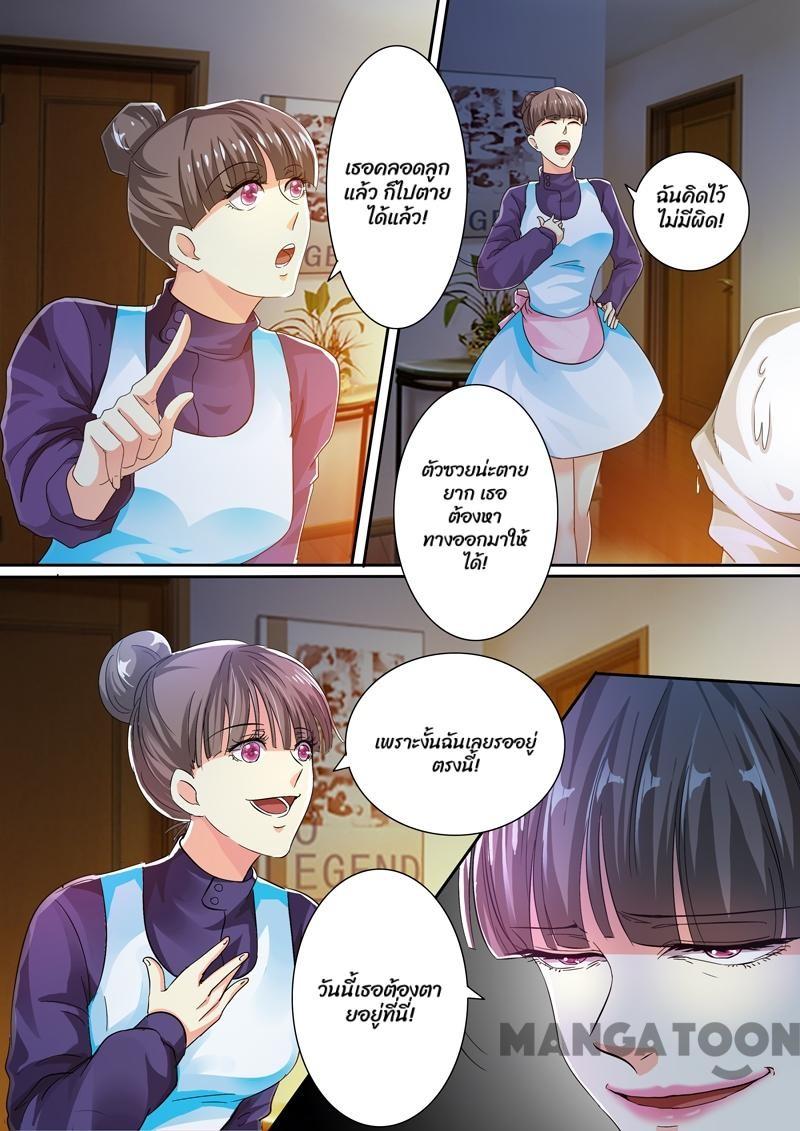 เธอคลอดลูก
แล้ว ก็ไปตาย
ได้แล้ว!
ฉันคิดไว้
ไม่มีผิด!
ตัวซวยน่ะตาย
ยาก เธอ
ต้องหา
ทางออกมาให้
ได้!
เพราะงั้นฉันเลยรออยู่
ตรงนี้!
LEGEND
วันนี้เธอต้องตา
ยอยู่ที่นี่!
MANGATOON